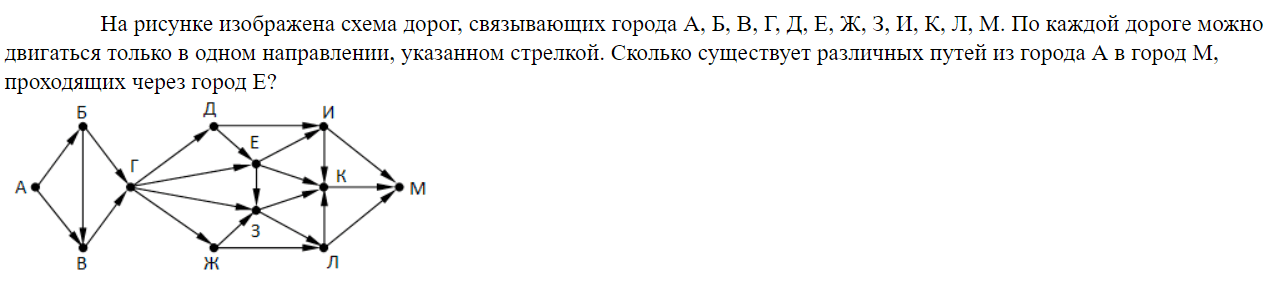 На рисунке изображена схема дорог, связывающих города А, Б, В, Г, Д, Е, Ж, З, И, К, Л, М. По каждой дороге можно
двигаться только в одном направлении, указанном стрелкой. Сколько существует различных путей из города А в город М,
проходящих через город Е?
Б Д И
Е
Г
К
А М
З
В Ж Л